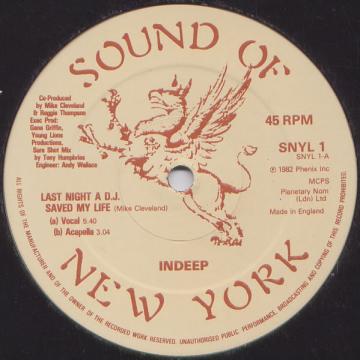 SOUND OF
NEW YORK
Co-Produced
by Mike Cleveland
& Reggie Thompson
Exec Prod:
Gene Griffin,
Young Lions
Productions.
Sure Shot Mix
by Tony Humphries
Engineer: Andy Wallace
45 RPM
SNYL 1
SNYL 1-A
℗ 1982 Phenix Inc
MCPS
Planetary Nom
(Ldn) Ltd
Made in England
LAST NIGHT A D.J.
SAVED MY LIFE (Mike Cleveland)
(a) Vocal 5.40
(b) Acapella 3.04
INDEEP
ALL RIGHTS OF THE MANUFACTURER AND OF THE OWNER OF THE RECORDED WORK RESERVED. UNAUTHORISED PUBLIC PERFORMANCE, BROADCASTING AND COPYING OF THIS RECORD PROHIBITED.